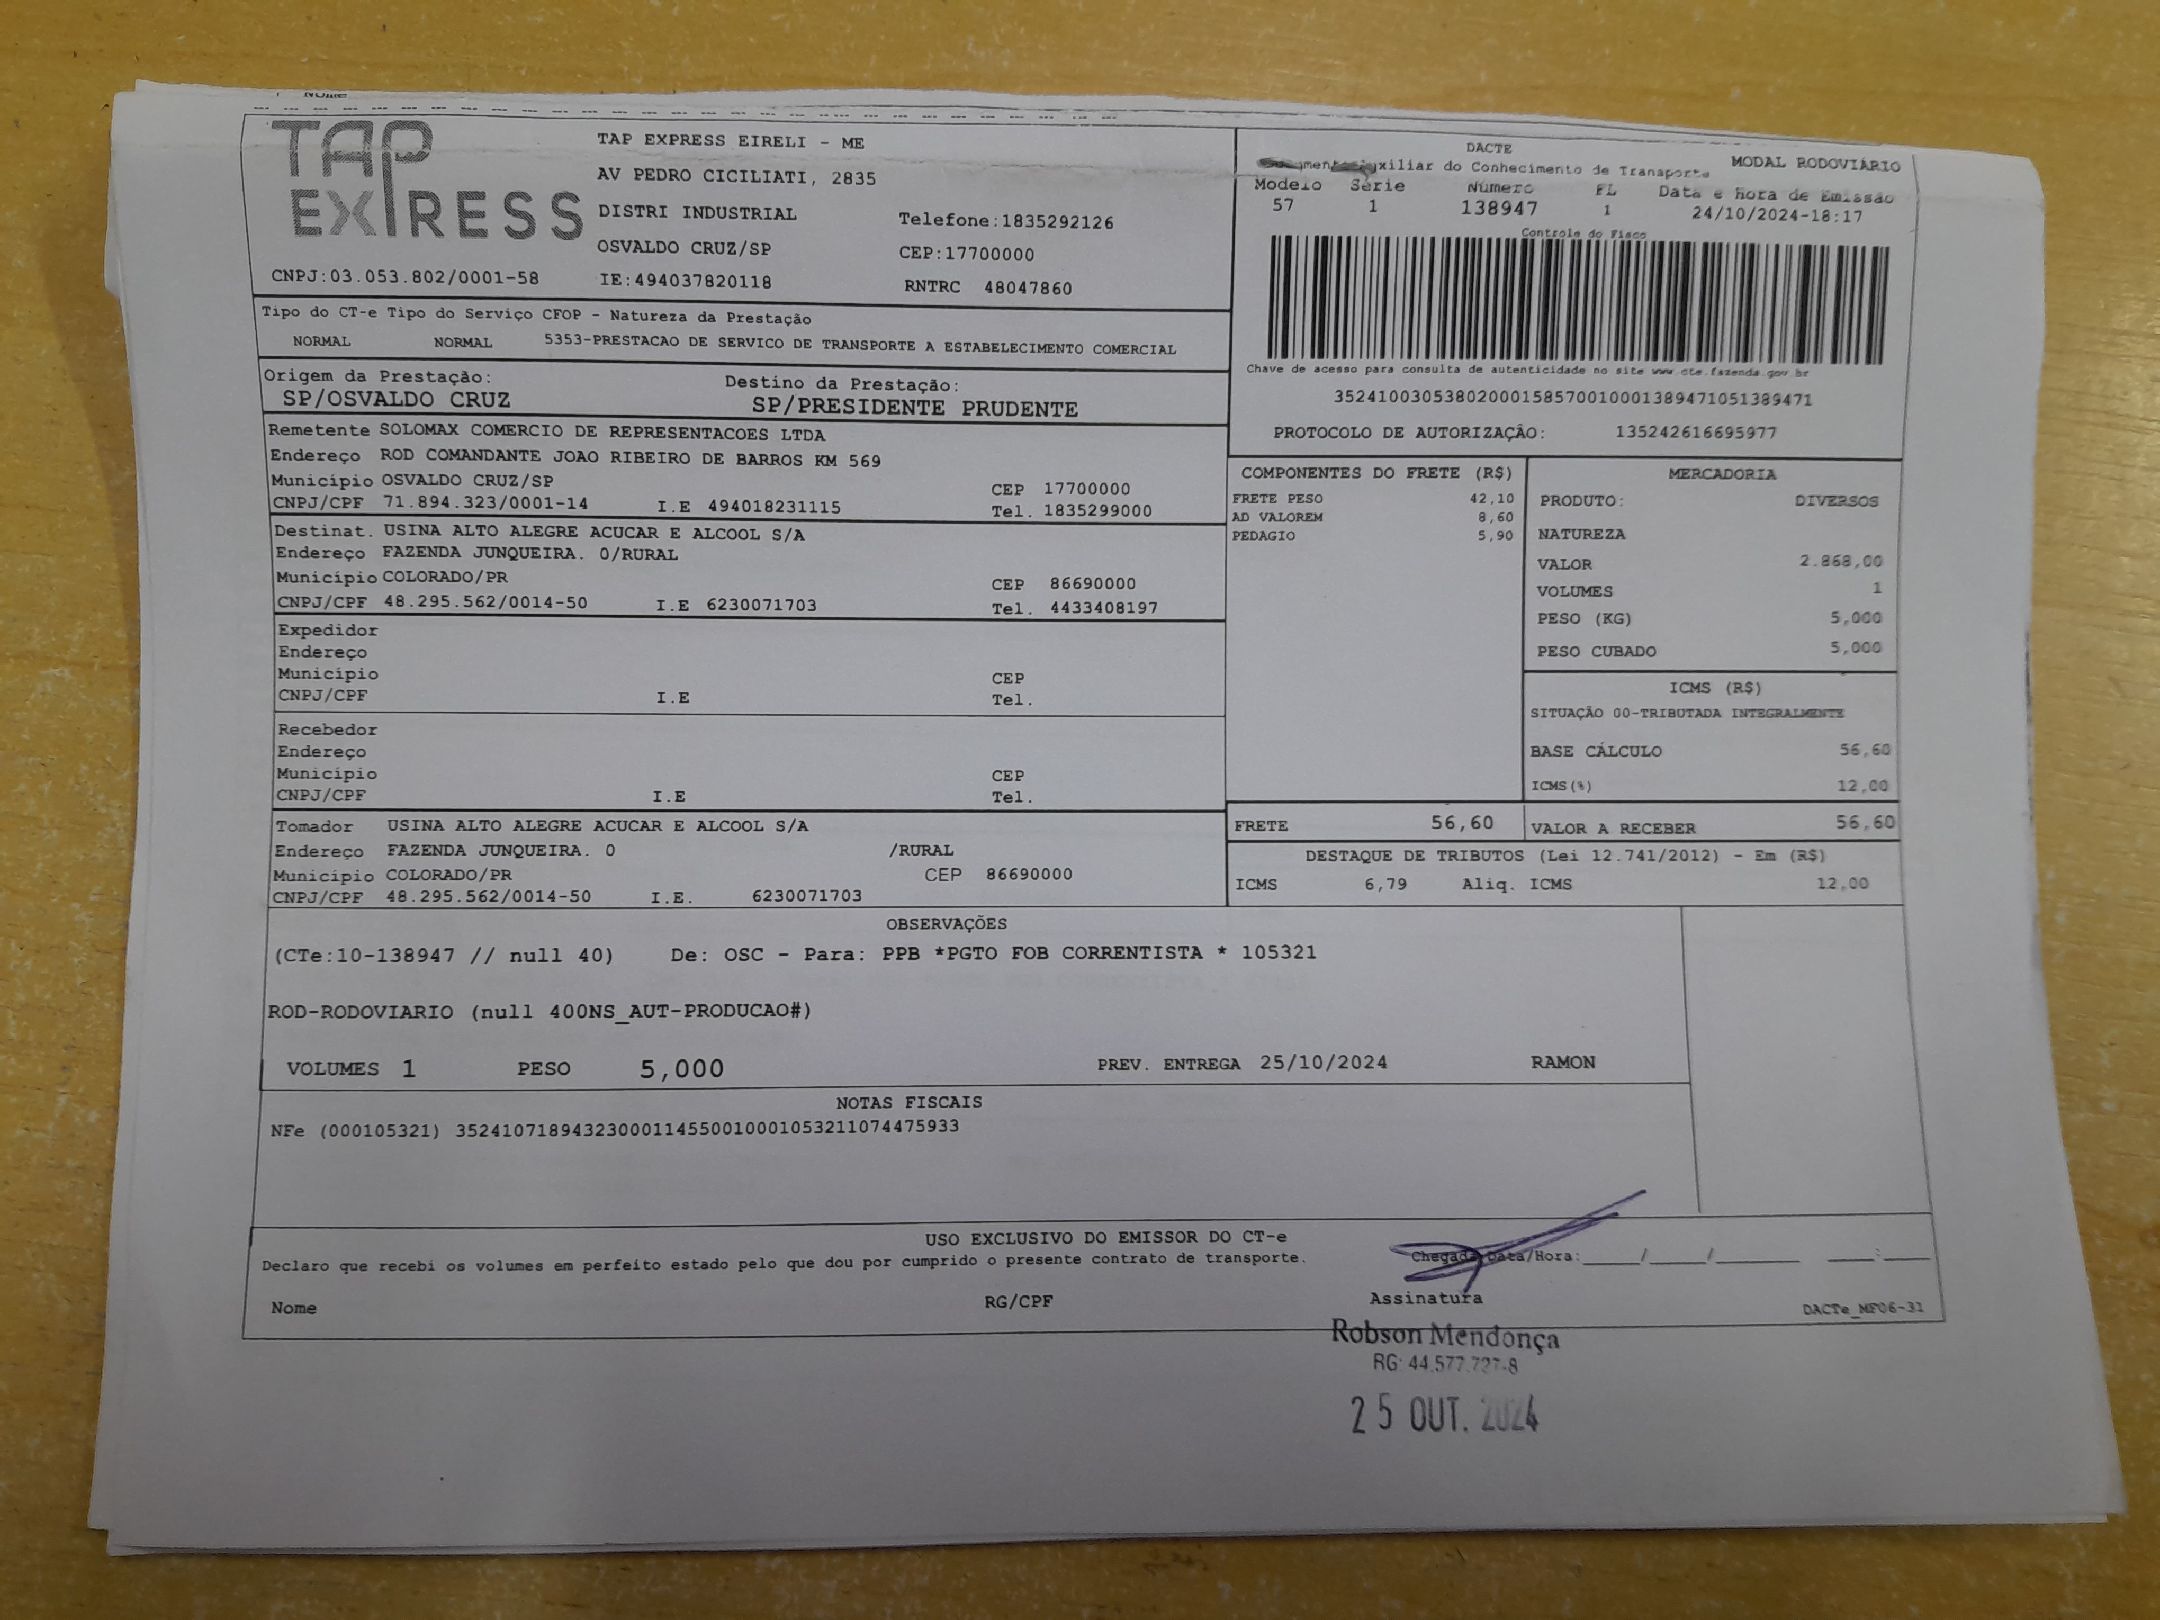 Nome
TAP EXPRESS
TAP EXPRESS EIRELI - ME
AV PEDRO CICILIATI, 2835
DISTRI INDUSTRIAL Telefone:1835292126
OSVALDO CRUZ/SP CEP:17700000
CNPJ:03.053.802/0001-58 IE:494037820118 RNTRC 48047860
DACTE
auxiliar do Conhecimento de Transporte MODAL RODOVIÁRIO
Modelo Série Número FL Data e hora de Emissão
57 1 138947 1 24/10/2024-18:17
Controle do Fisco
Chave de acesso para consulta de autenticidade no site www.cte.fazenda.gov.br
35241003053802000158570010001389471051389471
PROTOCOLO DE AUTORIZAÇÃO: 135242616695977
Tipo do CT-e Tipo do Serviço CFOP - Natureza da Prestação
NORMAL NORMAL 5353-PRESTACAO DE SERVICO DE TRANSPORTE A ESTABELECIMENTO COMERCIAL
Origem da Prestação: Destino da Prestação:
SP/OSVALDO CRUZ SP/PRESIDENTE PRUDENTE
Remetente SOLOMAX COMERCIO DE REPRESENTACOES LTDA
Endereço ROD COMANDANTE JOAO RIBEIRO DE BARROS KM 569
Município OSVALDO CRUZ/SP CEP 17700000
CNPJ/CPF 71.894.323/0001-14 I.E 494018231115 Tel. 1835299000
Destinat. USINA ALTO ALEGRE ACUCAR E ALCOOL S/A
Endereço FAZENDA JUNQUEIRA. 0/RURAL
Município COLORADO/PR CEP 86690000
CNPJ/CPF 48.295.562/0014-50 I.E 6230071703 Tel. 4433408197
Expedidor
Endereço
Município CEP
CNPJ/CPF I.E Tel.
Recebedor
Endereço
Município CEP
CNPJ/CPF I.E Tel.
Tomador USINA ALTO ALEGRE ACUCAR E ALCOOL S/A
Endereço FAZENDA JUNQUEIRA. 0 /RURAL
Município COLORADO/PR CEP 86690000
CNPJ/CPF 48.295.562/0014-50 I.E. 6230071703
COMPONENTES DO FRETE (R$)
FRETE PESO 42,10
AD VALOREM 8,60
PEDAGIO 5,90
MERCADORIA
PRODUTO: DIVERSOS
NATUREZA
VALOR 2.868,00
VOLUMES 1
PESO (KG) 5,000
PESO CUBADO 5,000
ICMS (R$)
SITUAÇÃO 00-TRIBUTADA INTEGRALMENTE
BASE CÁLCULO 56,60
ICMS(%) 12,00
FRETE 56,60 VALOR A RECEBER 56,60
DESTAQUE DE TRIBUTOS (Lei 12.741/2012) - Em (R$)
ICMS 6,79 Aliq. ICMS 12,00
OBSERVAÇÕES
(CTe:10-138947 // null 40) De: OSC - Para: PPB *PGTO FOB CORRENTISTA * 105321
ROD-RODOVIARIO (null 400NS_AUT-PRODUCAO#)
VOLUMES 1 PESO 5,000 PREV. ENTREGA 25/10/2024 RAMON
NOTAS FISCAIS
NFe (000105321) 35241071894323000114550010001053211074475933
USO EXCLUSIVO DO EMISSOR DO CT-e
Declaro que recebi os volumes em perfeito estado pelo que dou por cumprido o presente contrato de transporte. Chegada Data/Hora:____/____/______ ____:____
Nome RG/CPF Assinatura DACTe_MF06-31
Robson Mendonça
RG: 44.577.727-8
25 OUT. 2024